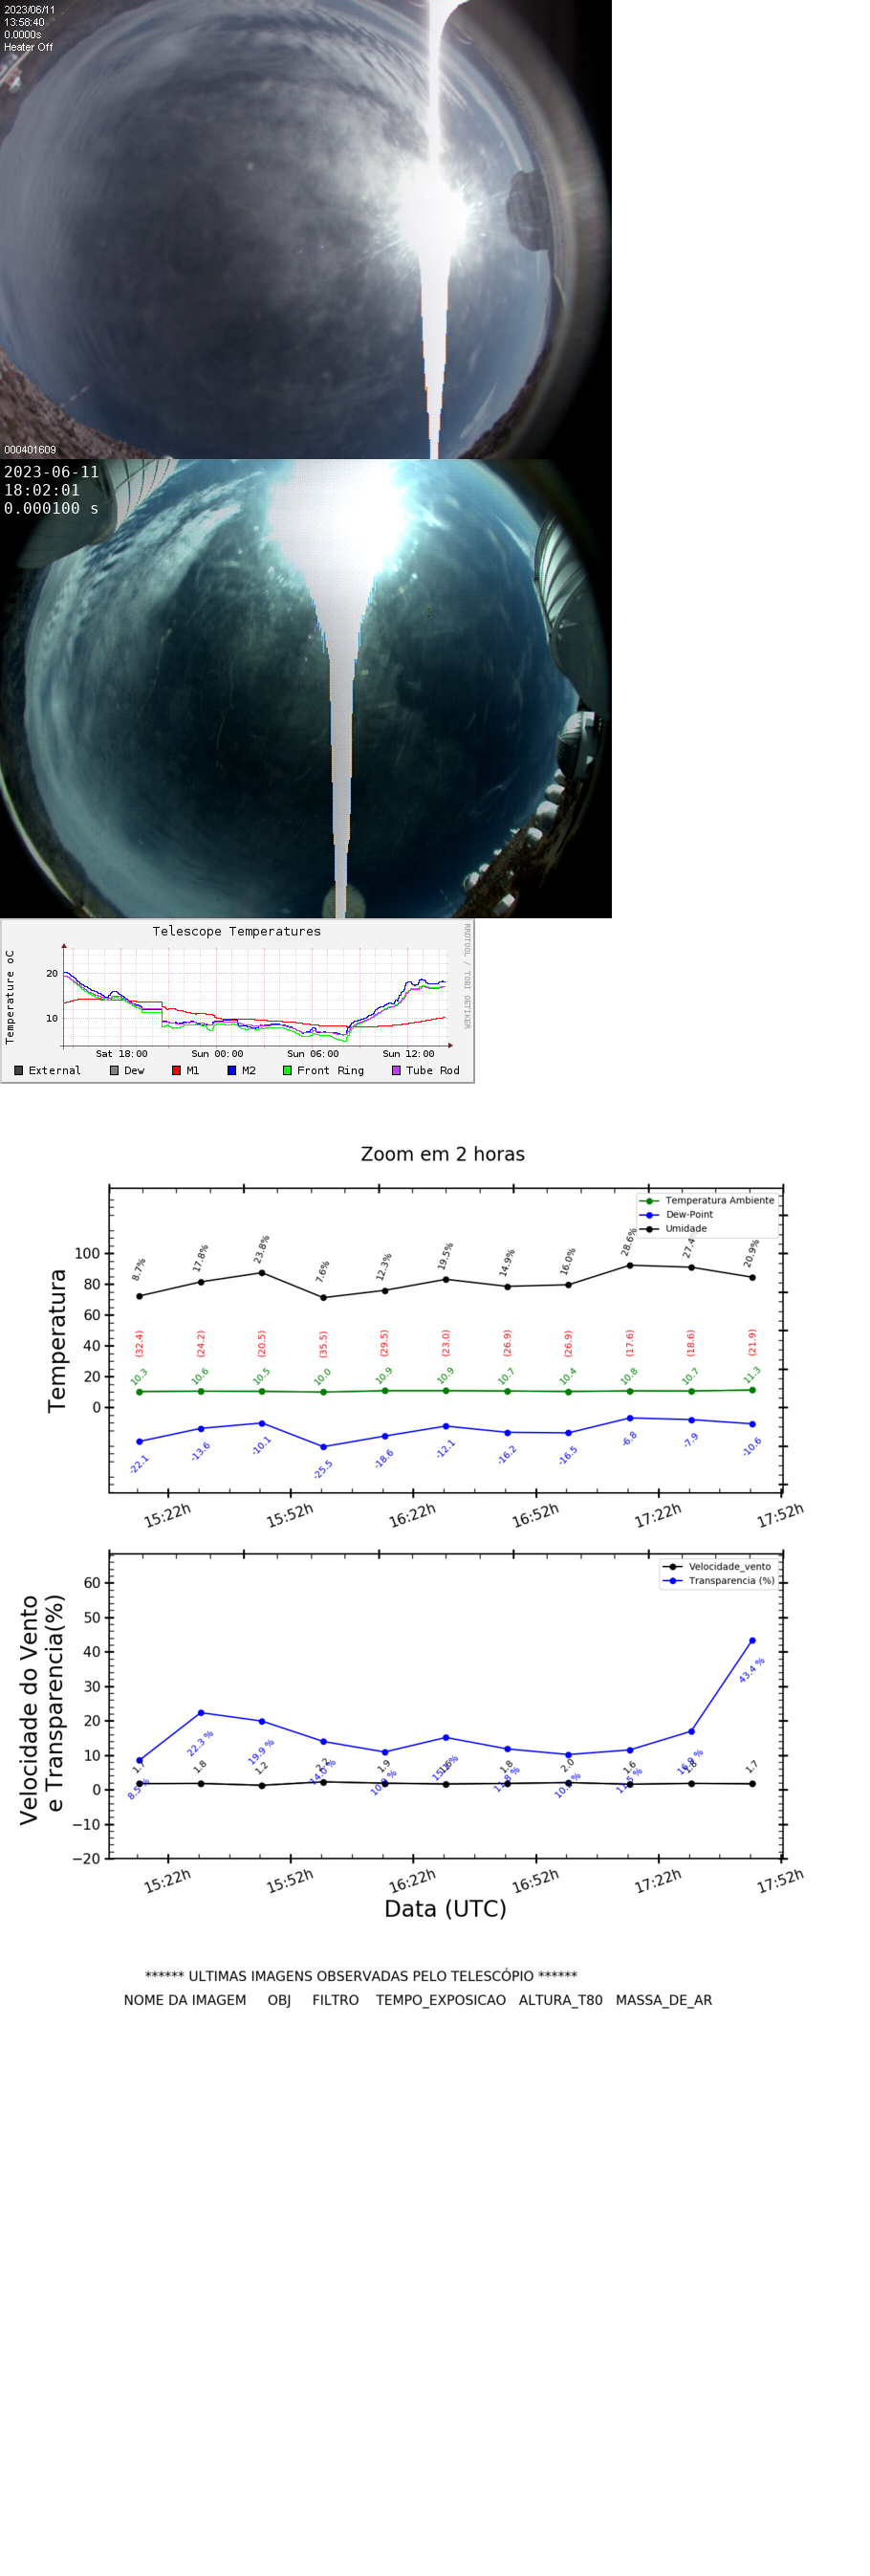 2023/06/11
13:58:40
0.0000s
Heater Off
000401609
2023-06-11
18:02:01
0.000100 s
Telescope Temperatures
RRDTOOL / TOBI OETIKER
Temperature oC
20
10
Sat 18:00 Sun 00:00 Sun 06:00 Sun 12:00
External Dew M1 M2 Front Ring Tube Rod
Zoom em 2 horas
Temperatura Ambiente
Dew-Point
Umidade
Temperatura
100
80
60
40
20
0
8.7% 17.8% 23.8% 7.6% 12.3% 19.5% 14.9% 16.0% 28.6% 27.4 20.9%
(32.4) (24.2) (20.5) (35.5) (29.5) (23.0) (26.9) (26.9) (17.6) (18.6) (21.9)
10.3 10.6 10.5 10.0 10.9 10.9 10.7 10.4 10.8 10.7 11.3
-22.1 -13.6 -10.1 -25.5 -18.6 -12.1 -16.2 -16.5 -6.8 -7.9 -10.6
15:22h 15:52h 16:22h 16:52h 17:22h 17:52h
Velocidade_vento
Transparencia (%)
Velocidade do Vento
e Transparencia(%)
60
50
40
30
20
10
0
−10
−20
22.3 % 19.9 % 43.4 %
1.7 1.8 1.2 1.9 1.8 2.0 1.6 1.7
15:22h 15:52h 16:22h 16:52h 17:22h 17:52h
Data (UTC)
****** ULTIMAS IMAGENS OBSERVADAS PELO TELESCÓPIO ******
NOME DA IMAGEM OBJ FILTRO TEMPO_EXPOSICAO ALTURA_T80 MASSA_DE_AR